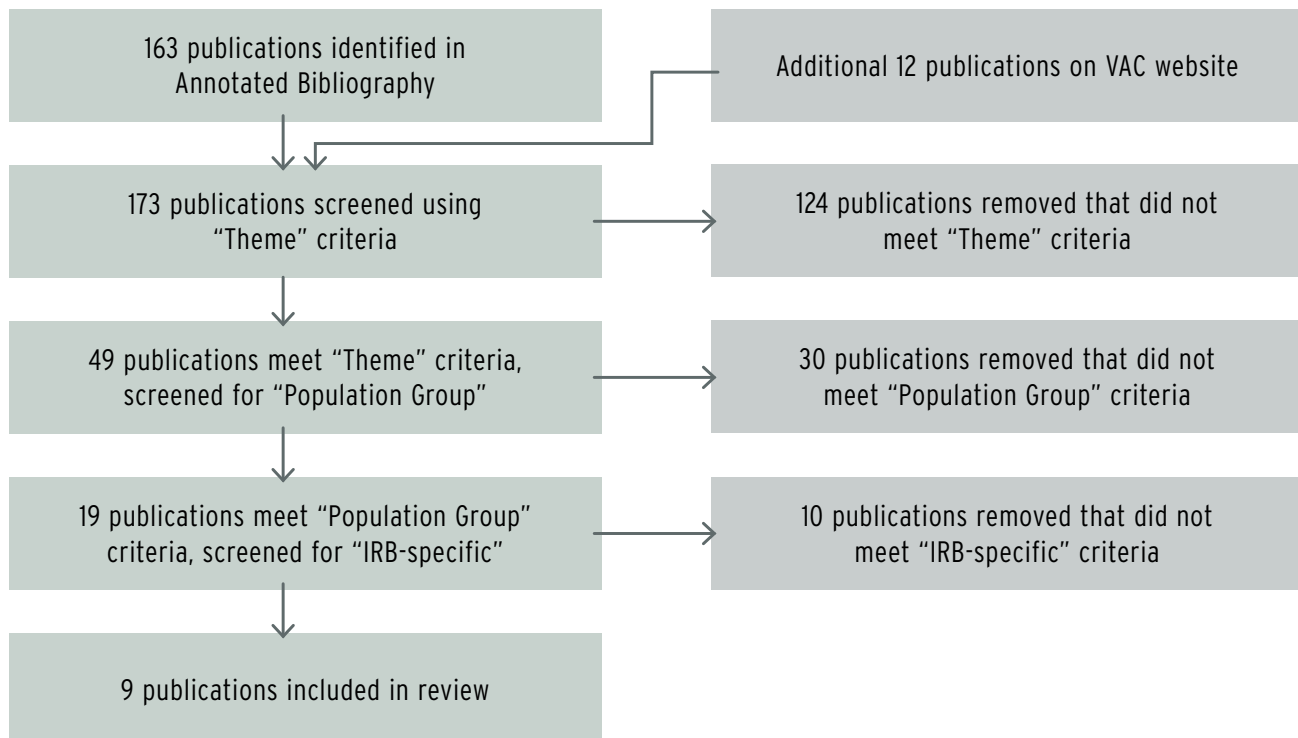 163 publications identified in
Annotated Bibliography
Additional 12 publications on VAC website
173 publications screened using
“Theme” criteria
124 publications removed that did not
meet “Theme” criteria
49 publications meet “Theme” criteria,
screened for “Population Group”
30 publications removed that did not
meet “Population Group” criteria
19 publications meet “Population Group”
criteria, screened for “IRB-specific”
10 publications removed that did not
meet “IRB-specific” criteria
9 publications included in review